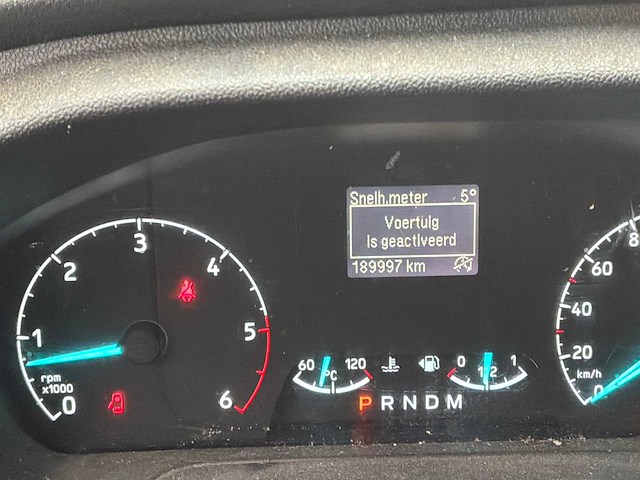 Snelh.meter 5°
Voertuig
is geactiveerd
189997 km
0
1
2
3
4
5
6
rpm
x1000
60 120
°C
0 1/2 1
P R N D M
8
60
40
20
0
km/h